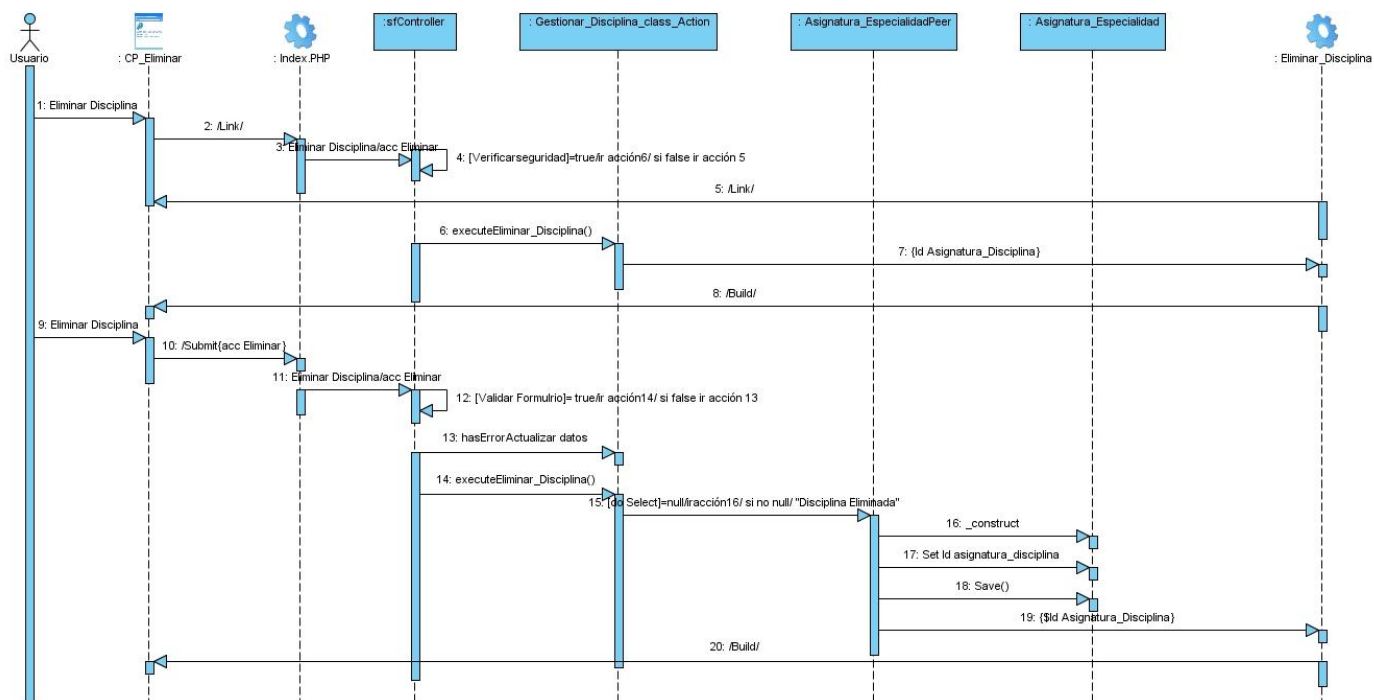 :sfController
: Gestionar_Disciplina_class_Action
: Asignatura_EspecialidadPeer
: Asignatura_Especialidad
Usuario
: CP_Eliminar
: Index.PHP
: Eliminar_Disciplina
1: Eliminar Disciplina
2: /Link/
3: Eliminar Disciplina/acc Eliminar
4: [Verificarseguridad]=true/ir acción6/ si false ir acción 5
5: /Link/
6: executeEliminar_Disciplina()
7: {Id Asignatura_Disciplina}
8: /Build/
9: Eliminar Disciplina
10: /Submit{acc Eliminar}
11: Eliminar Disciplina/acc Eliminar
12: [Validar Formulrio]= true/ir acción14/ si false ir acción 13
13: hasErrorActualizar datos
14: executeEliminar_Disciplina()
15: [do Select]=null/iracción16/ si no null/ "Disciplina Eliminada"
16: _construct
17: Set Id asignatura_disciplina
18: Save()
19: {$Id Asignatura_Disciplina}
20: /Build/